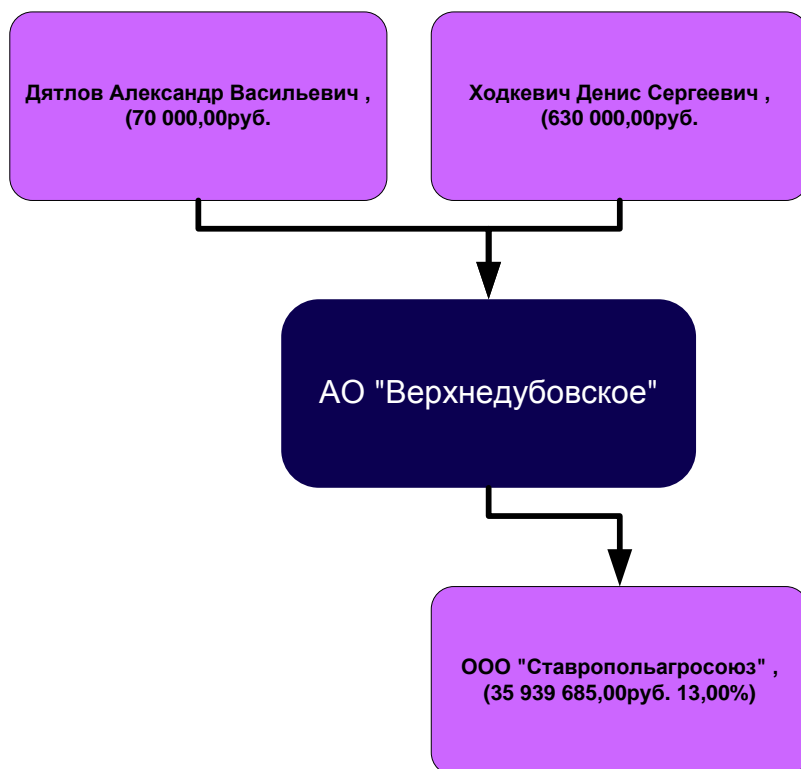 Дятлов Александр Васильевич ,
(70 000,00руб.
Ходкевич Денис Сергеевич ,
(630 000,00руб.
АО "Верхнедубовское"
ООО "Ставропольагросоюз" ,
(35 939 685,00руб. 13,00%)